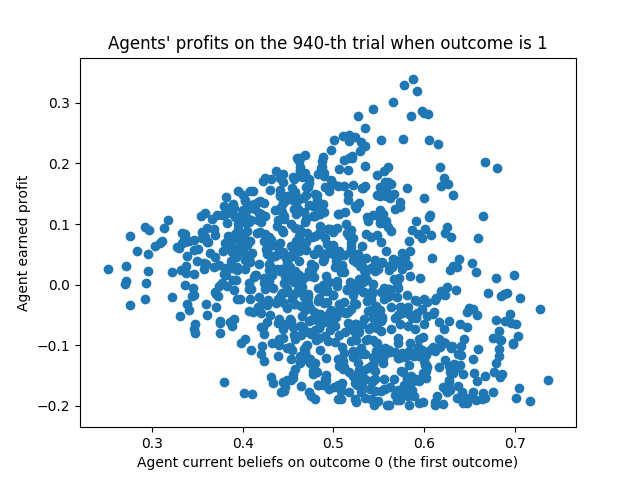 Agents' profits on the 940-th trial when outcome is 1
0.3
0.2
0.1
0.0
−0.1
−0.2
Agent earned profit
0.3 0.4 0.5 0.6 0.7
Agent current beliefs on outcome 0 (the first outcome)